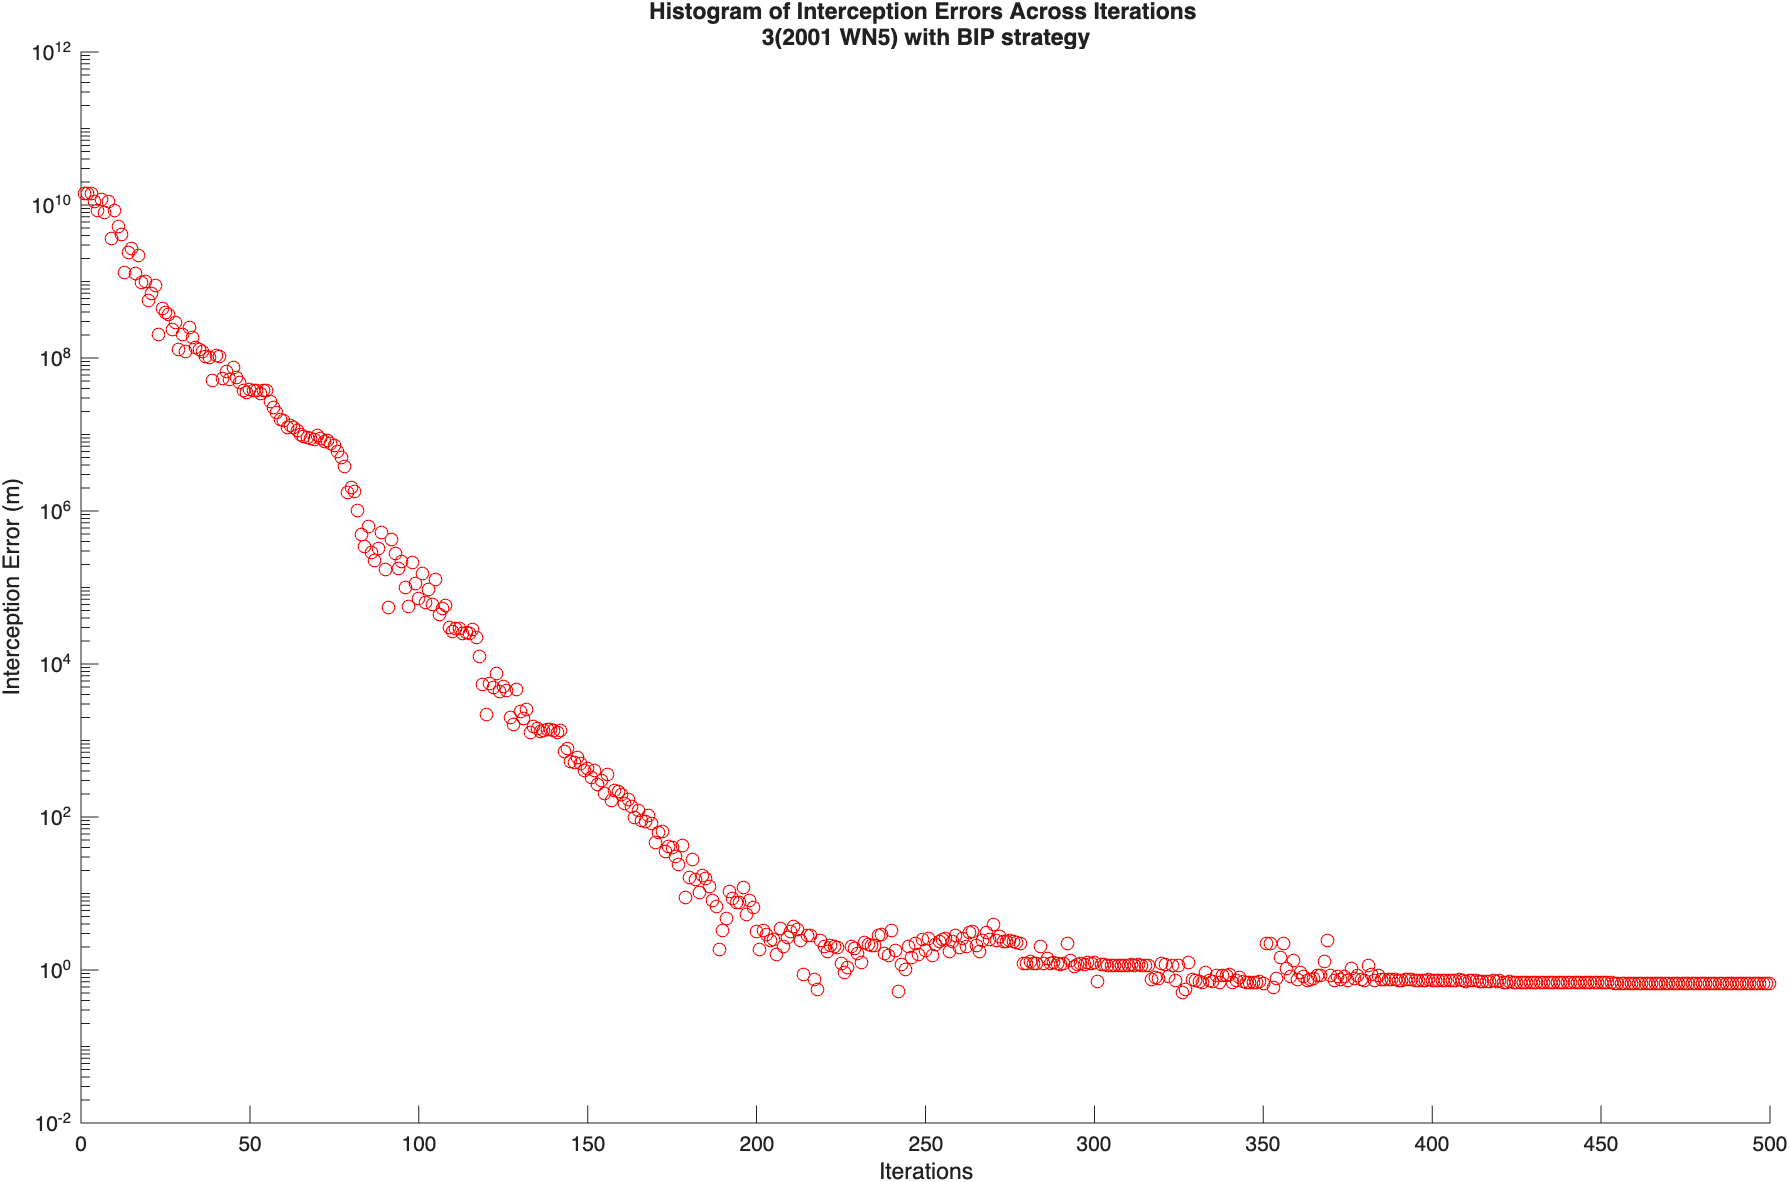 Histogram of Interception Errors Across Iterations
3(2001 WN5) with BIP strategy
10^12
10^10
10^8
10^6
10^4
10^2
10^0
10^-2
Interception Error (m)
0 50 100 150 200 250 300 350 400 450 500
Iterations